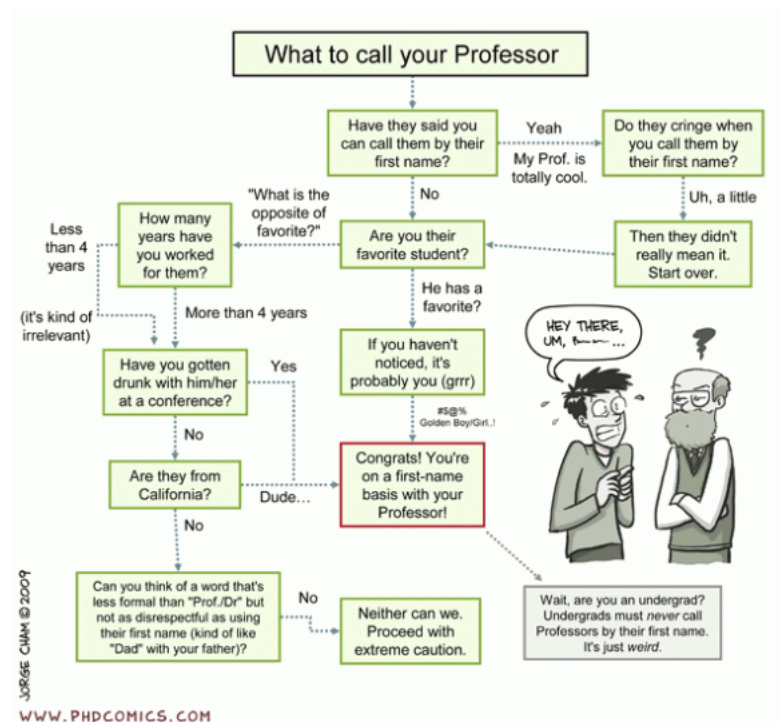 What to call your Professor
Have they said you
can call them by their
first name?
Yeah
My Prof. is
totally cool.
Do they cringe when
you call them by
their first name?
No
Uh, a little
"What is the
opposite of
favorite?"
How many
years have
you worked
for them?
Less
than 4
years
Are you their
favorite student?
Then they didn't
really mean it.
Start over.
He has a
favorite?
(it's kind of
irrelevant)
More than 4 years
If you haven't
noticed, it's
probably you (grrr)
HEY THERE,
UM,
...
Have you gotten
drunk with him/her
at a conference?
Yes
#$@%
Golden Boy/Girl..!
No
Are they from
California?
Dude...
Congrats! You're
on a first-name
basis with your
Professor!
?
No
Can you think of a word that's
less formal than "Prof./Dr" but
not as disrespectful as using
their first name (kind of like
"Dad" with your father)?
No
Neither can we.
Proceed with
extreme caution.
Wait, are you an undergrad?
Undergrads must never call
Professors by their first name.
It's just weird.
JORGE CHAM © 2009
WWW.PHDCOMICS.COM